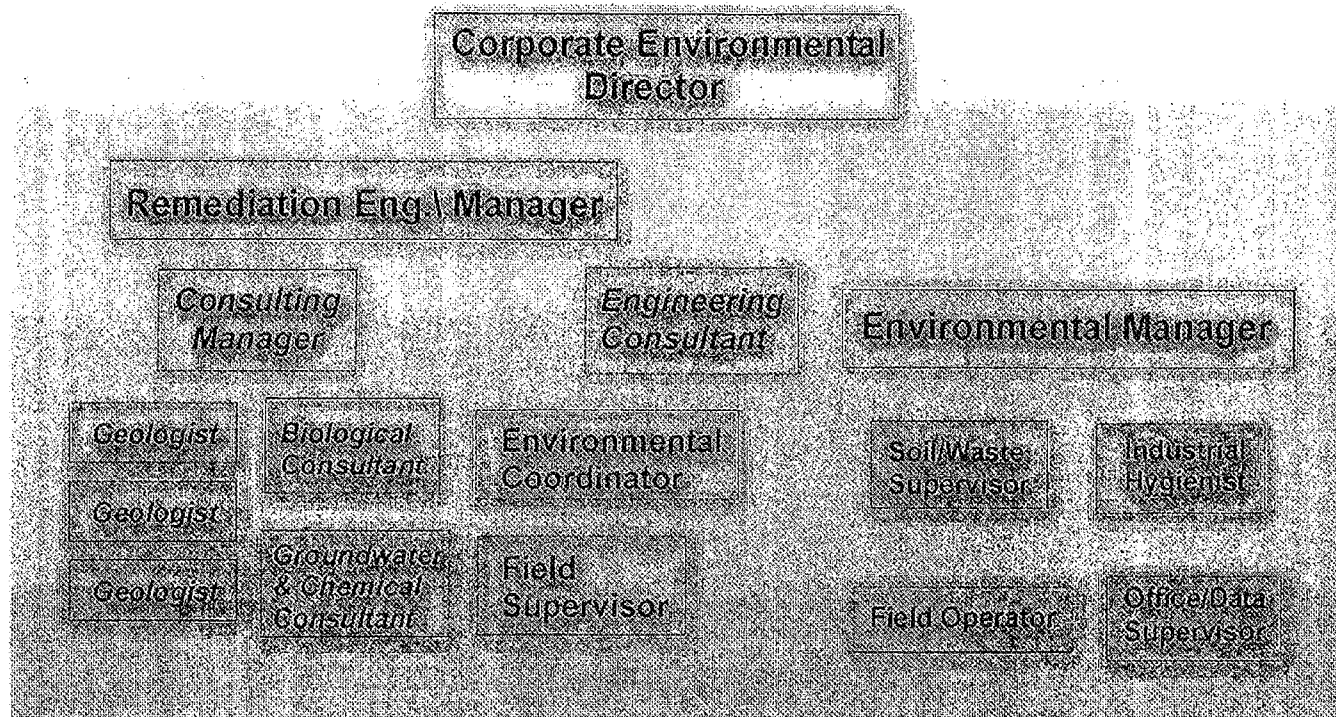 Corporate Environmental
Director
Remediation Eng.\ Manager
Consulting
Manager
Engineering
Consultant
Environmental Manager
Geologist
Geologist
Geologist
Biological
Consultant
Groundwater
& Chemical
Consultant
Environmental
Coordinator
Field
Supervisor
Soil/Waste
Supervisor
Industrial
Hygienist
Field Operator
Office/Data
Supervisor